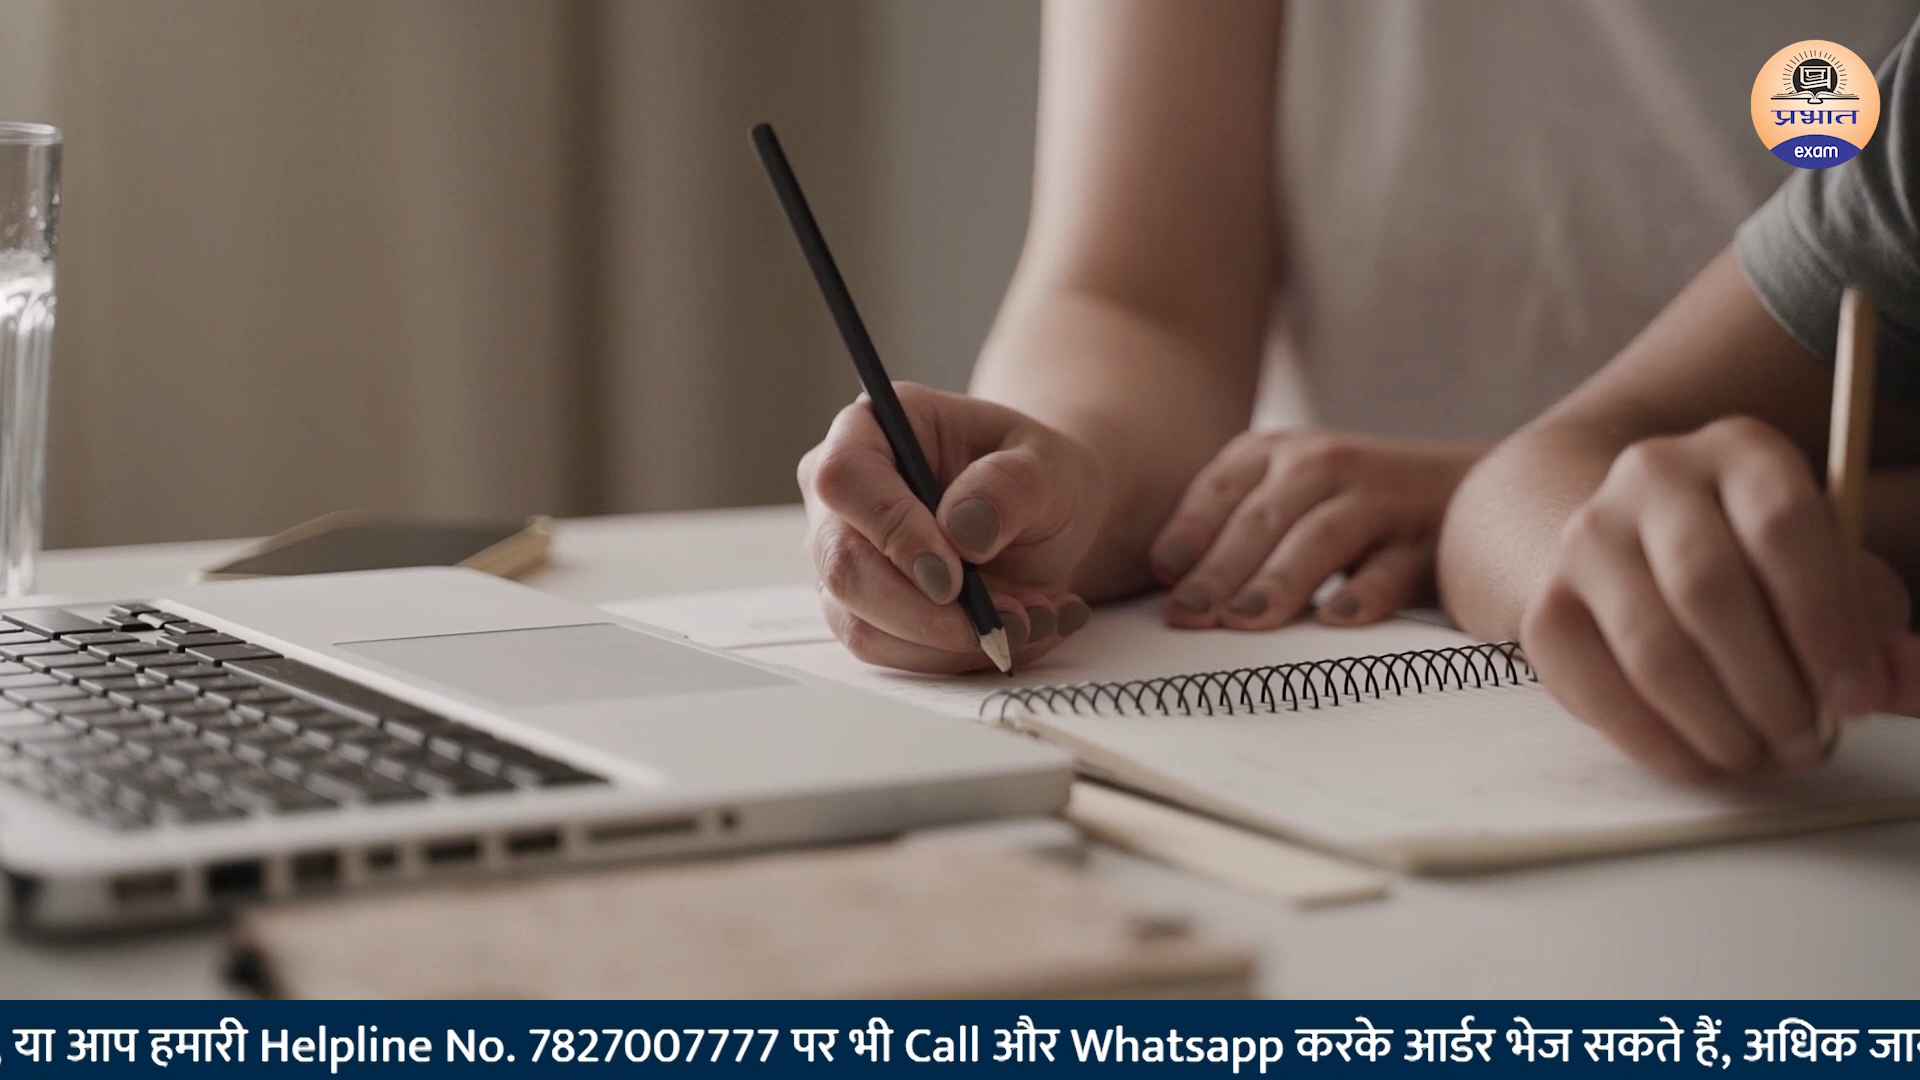 प्रभात
exam
, या आप हमारी Helpline No. 7827007777 पर भी Call और Whatsapp करके आर्डर भेज सकते हैं, अधिक